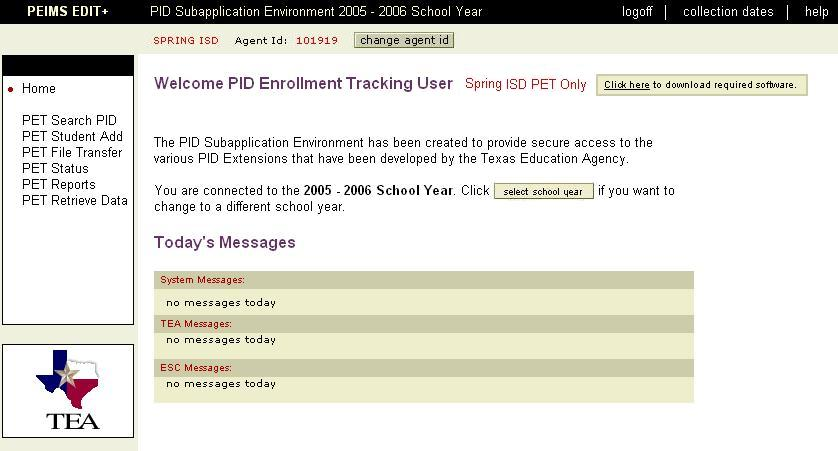 PEIMS EDIT+ PID Subapplication Environment 2005 - 2006 School Year logoff collection dates help
SPRING ISD Agent Id: 101919 change agent id
Home
PET Search PID
PET Student Add
PET File Transfer
PET Status
PET Reports
PET Retrieve Data
TEA
Welcome PID Enrollment Tracking User Spring ISD PET Only Click here to download required software.
The PID Subapplication Environment has been created to provide secure access to the
various PID Extensions that have been developed by the Texas Education Agency.
You are connected to the 2005 - 2006 School Year. Click select school year if you want to
change to a different school year.
Today's Messages
System Messages:
no messages today
TEA Messages:
no messages today
ESC Messages:
no messages today